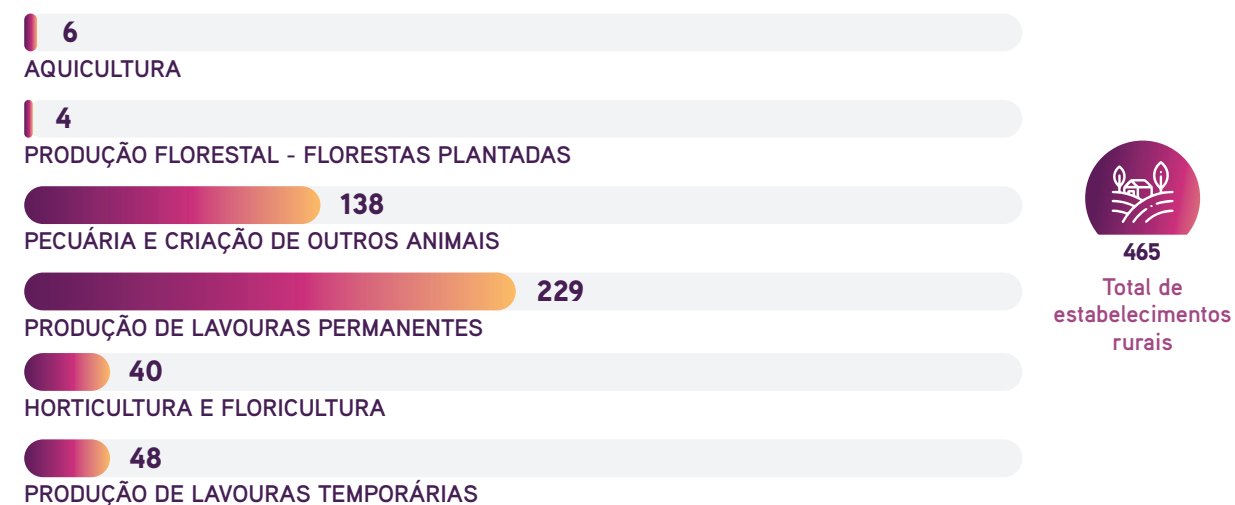 6
AQUICULTURA
4
PRODUÇÃO FLORESTAL - FLORESTAS PLANTADAS
138
PECUÁRIA E CRIAÇÃO DE OUTROS ANIMAIS
229
PRODUÇÃO DE LAVOURAS PERMANENTES
40
HORTICULTURA E FLORICULTURA
48
PRODUÇÃO DE LAVOURAS TEMPORÁRIAS
465
Total de
estabelecimentos
rurais